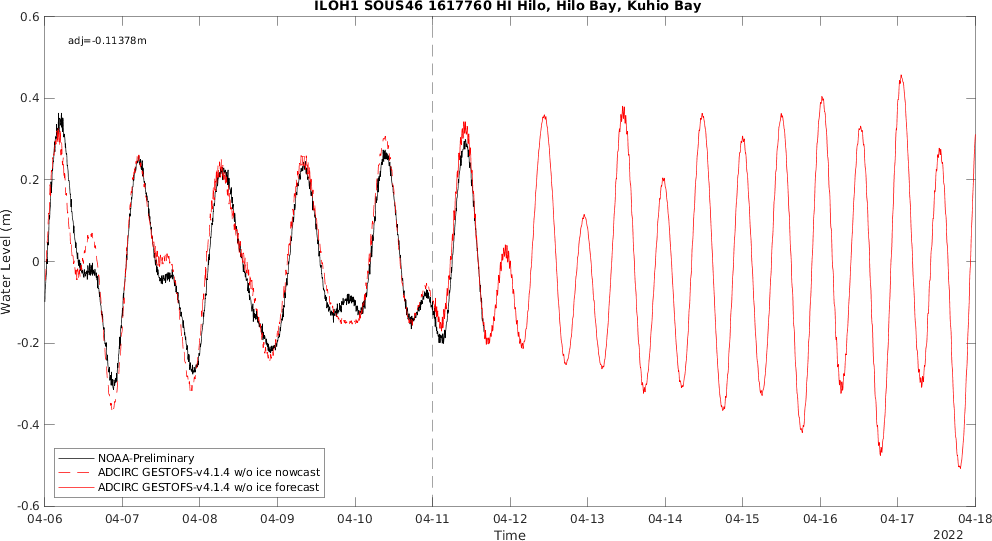 ILOH1 SOUS46 1617760 HI Hilo, Hilo Bay, Kuhio Bay
adj=-0.11378m
0.6
0.4
0.2
0
-0.2
-0.4
-0.6
Water Level (m)
NOAA-Preliminary
ADCIRC GESTOFS-v4.1.4 w/o ice nowcast
ADCIRC GESTOFS-v4.1.4 w/o ice forecast
04-06 04-07 04-08 04-09 04-10 04-11 04-12 04-13 04-14 04-15 04-16 04-17 04-18
Time
2022